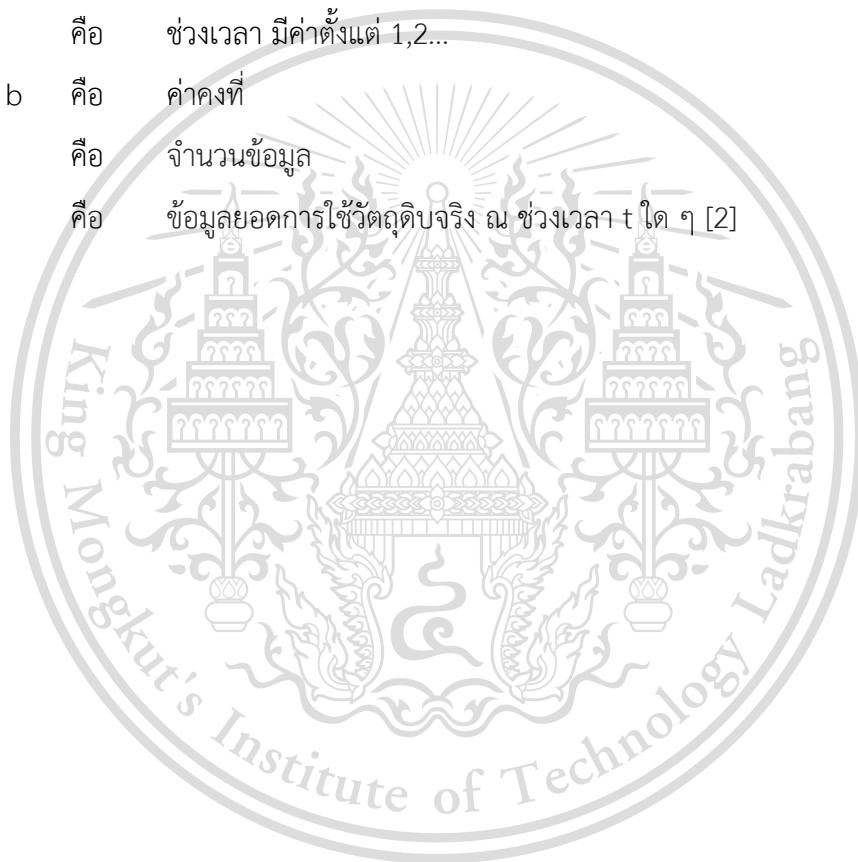 คือ ช่วงเวลา มีค่าตั้งแต่ 1,2...
b คือ ค่าคงที่
คือ จำนวนข้อมูล
คือ ข้อมูลยอดการใช้วัตถุดิบจริง ณ ช่วงเวลา t ใด ๆ [2]
King Mongkut's Institute of Technology Ladkrabang